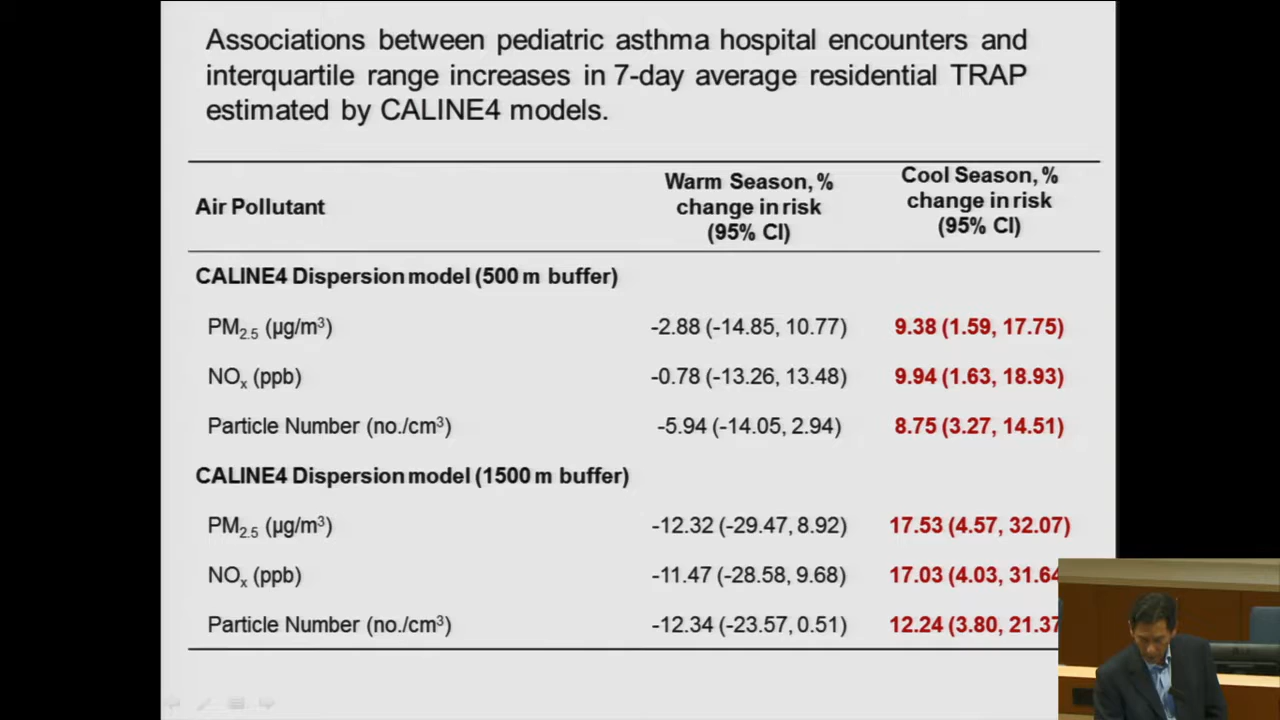 Associations between pediatric asthma hospital encounters and
interquartile range increases in 7-day average residential TRAP
estimated by CALINE4 models.
Air Pollutant
Warm Season, %
change in risk
(95% CI)
Cool Season, %
change in risk
(95% CI)
CALINE4 Dispersion model (500 m buffer)
PM2.5 (µg/m³) -2.88 (-14.85, 10.77) 9.38 (1.59, 17.75)
NOx (ppb) -0.78 (-13.26, 13.48) 9.94 (1.63, 18.93)
Particle Number (no./cm³) -5.94 (-14.05, 2.94) 8.75 (3.27, 14.51)
CALINE4 Dispersion model (1500 m buffer)
PM2.5 (µg/m³) -12.32 (-29.47, 8.92) 17.53 (4.57, 32.07)
NOx (ppb) -11.47 (-28.58, 9.68) 17.03 (4.03, 31.64
Particle Number (no./cm³) -12.34 (-23.57, 0.51) 12.24 (3.80, 21.37